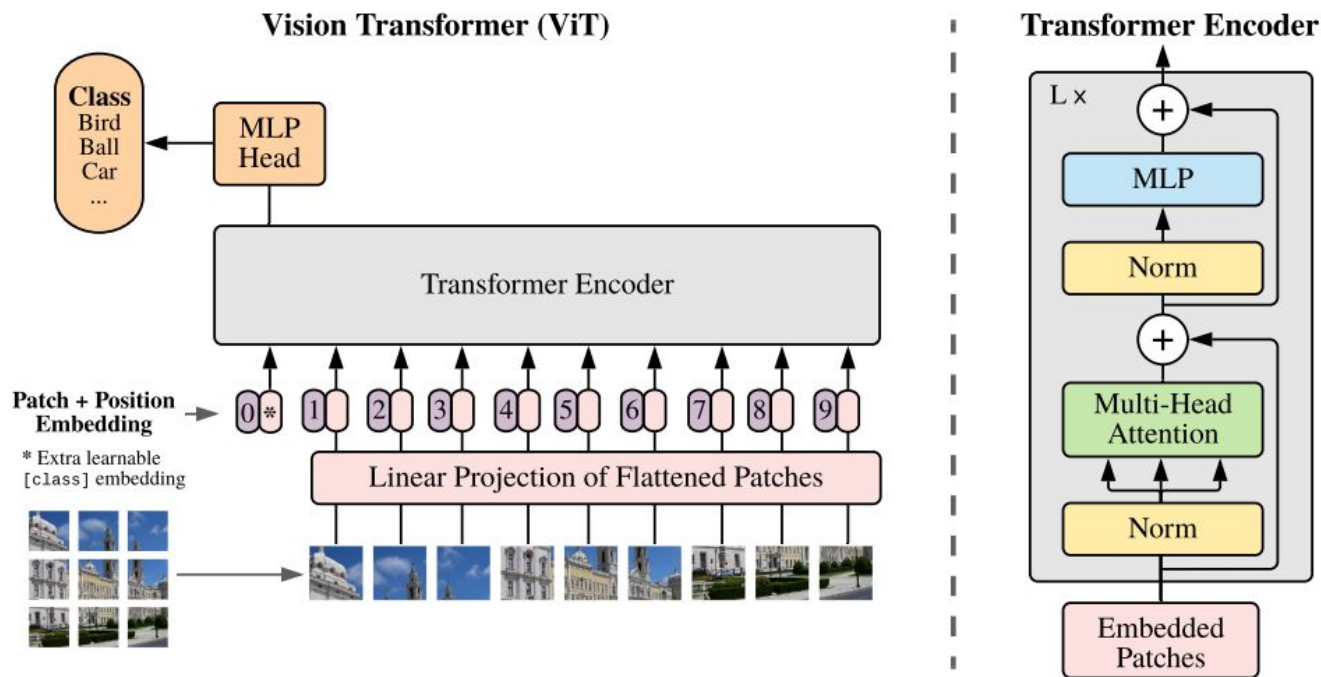 Vision Transformer (ViT)
Class
Bird
Ball
Car
...
MLP
Head
Transformer Encoder
Patch + Position
Embedding
0 * 1 2 3 4 5 6 7 8 9
* Extra learnable
[class] embedding
Linear Projection of Flattened Patches
Transformer Encoder
L ×
+
MLP
Norm
+
Multi-Head
Attention
Norm
Embedded
Patches